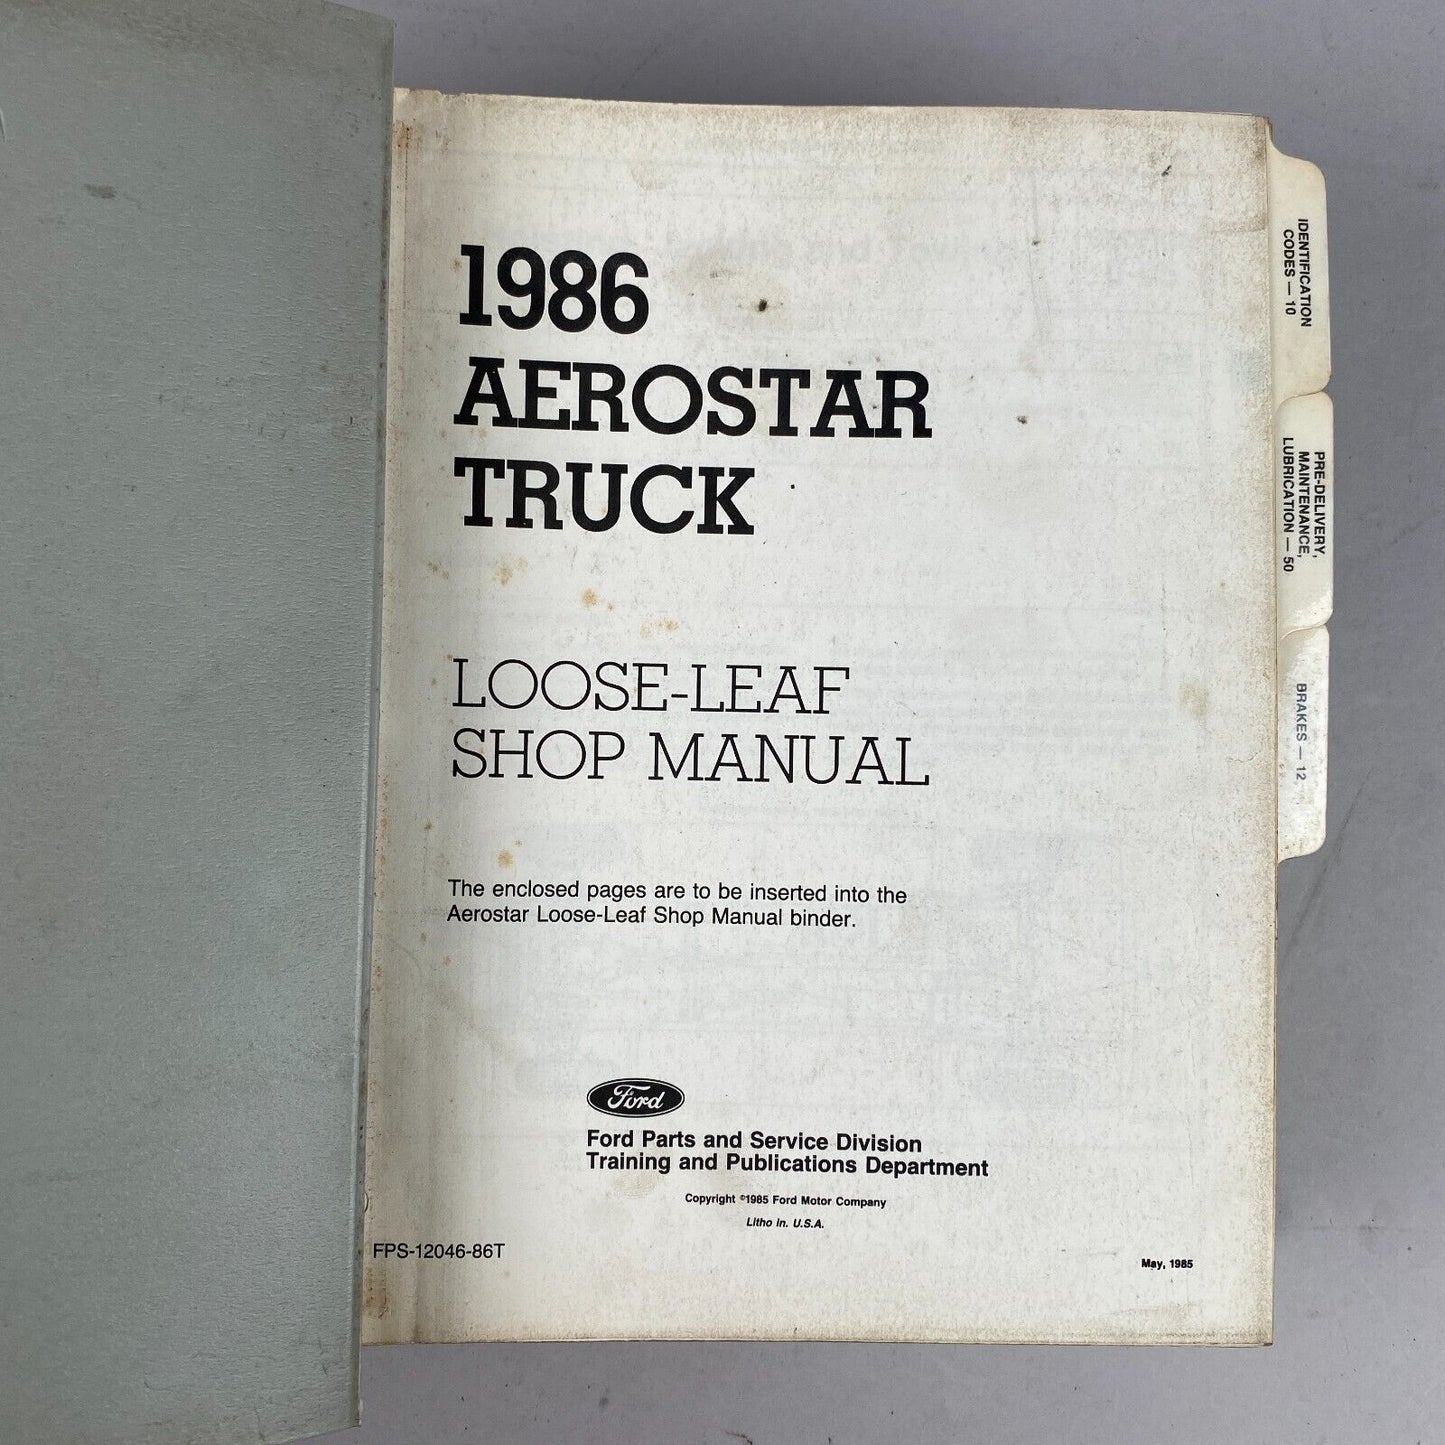 1986
AEROSTAR
TRUCK
LOOSE-LEAF
SHOP MANUAL
The enclosed pages are to be inserted into the
Aerostar Loose-Leaf Shop Manual binder.
Ford
Ford Parts and Service Division
Training and Publications Department
Copyright ©1985 Ford Motor Company
Litho in. U.S.A.
FPS-12046-86T
May, 1985
IDENTIFICATION
CODES — 10
PRE-DELIVERY,
MAINTENANCE,
LUBRICATION — 50
BRAKES — 12